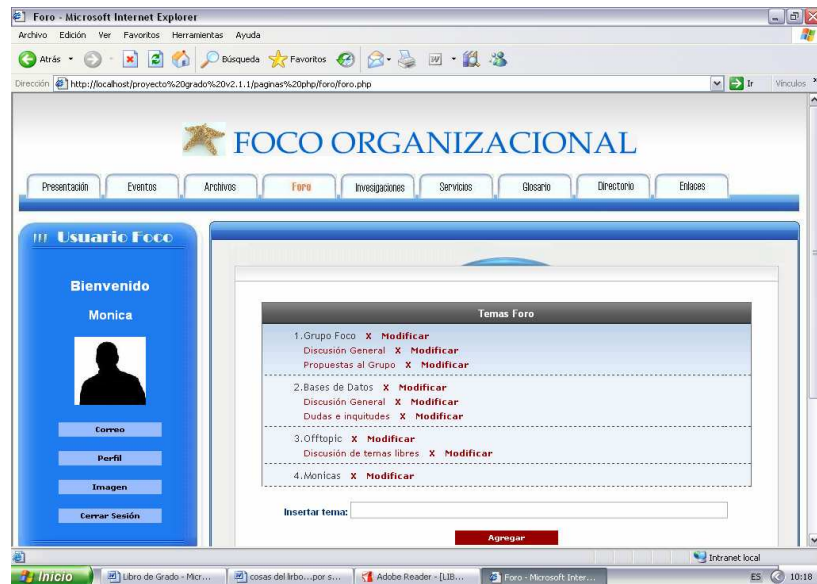 Foro - Microsoft Internet Explorer
Archivo Edición Ver Favoritos Herramientas Ayuda
Atrás Búsqueda Favoritos
Dirección http://localhost/proyecto%20grado%20v2.1.1/paginas%20php/foro/foro.php Ir Vínculos
FOCO ORGANIZACIONAL
Presentación Eventos Archivos Foro Invesigaciones Servicios Glosario Directorio Enlaces
Usuario Foco
Bienvenido
Monica
Correo
Perfil
Imagen
Cerrar Sesión
Temas Foro
1.Grupo Foco X Modificar
Discusión General X Modificar
Propuestas al Grupo X Modificar
2.Bases de Datos X Modificar
Discusión General X Modificar
Dudas e inquitudes X Modificar
3.Offtopic X Modificar
Discusión de temas libres X Modificar
4.Monicas X Modificar
Insertar tema:
Agregar
Intranet local
Inicio Libro de Grado - Micr... cosas del lirbo...por s... Adobe Reader - [LIB... Foro - Microsoft Inter... ES 10:18